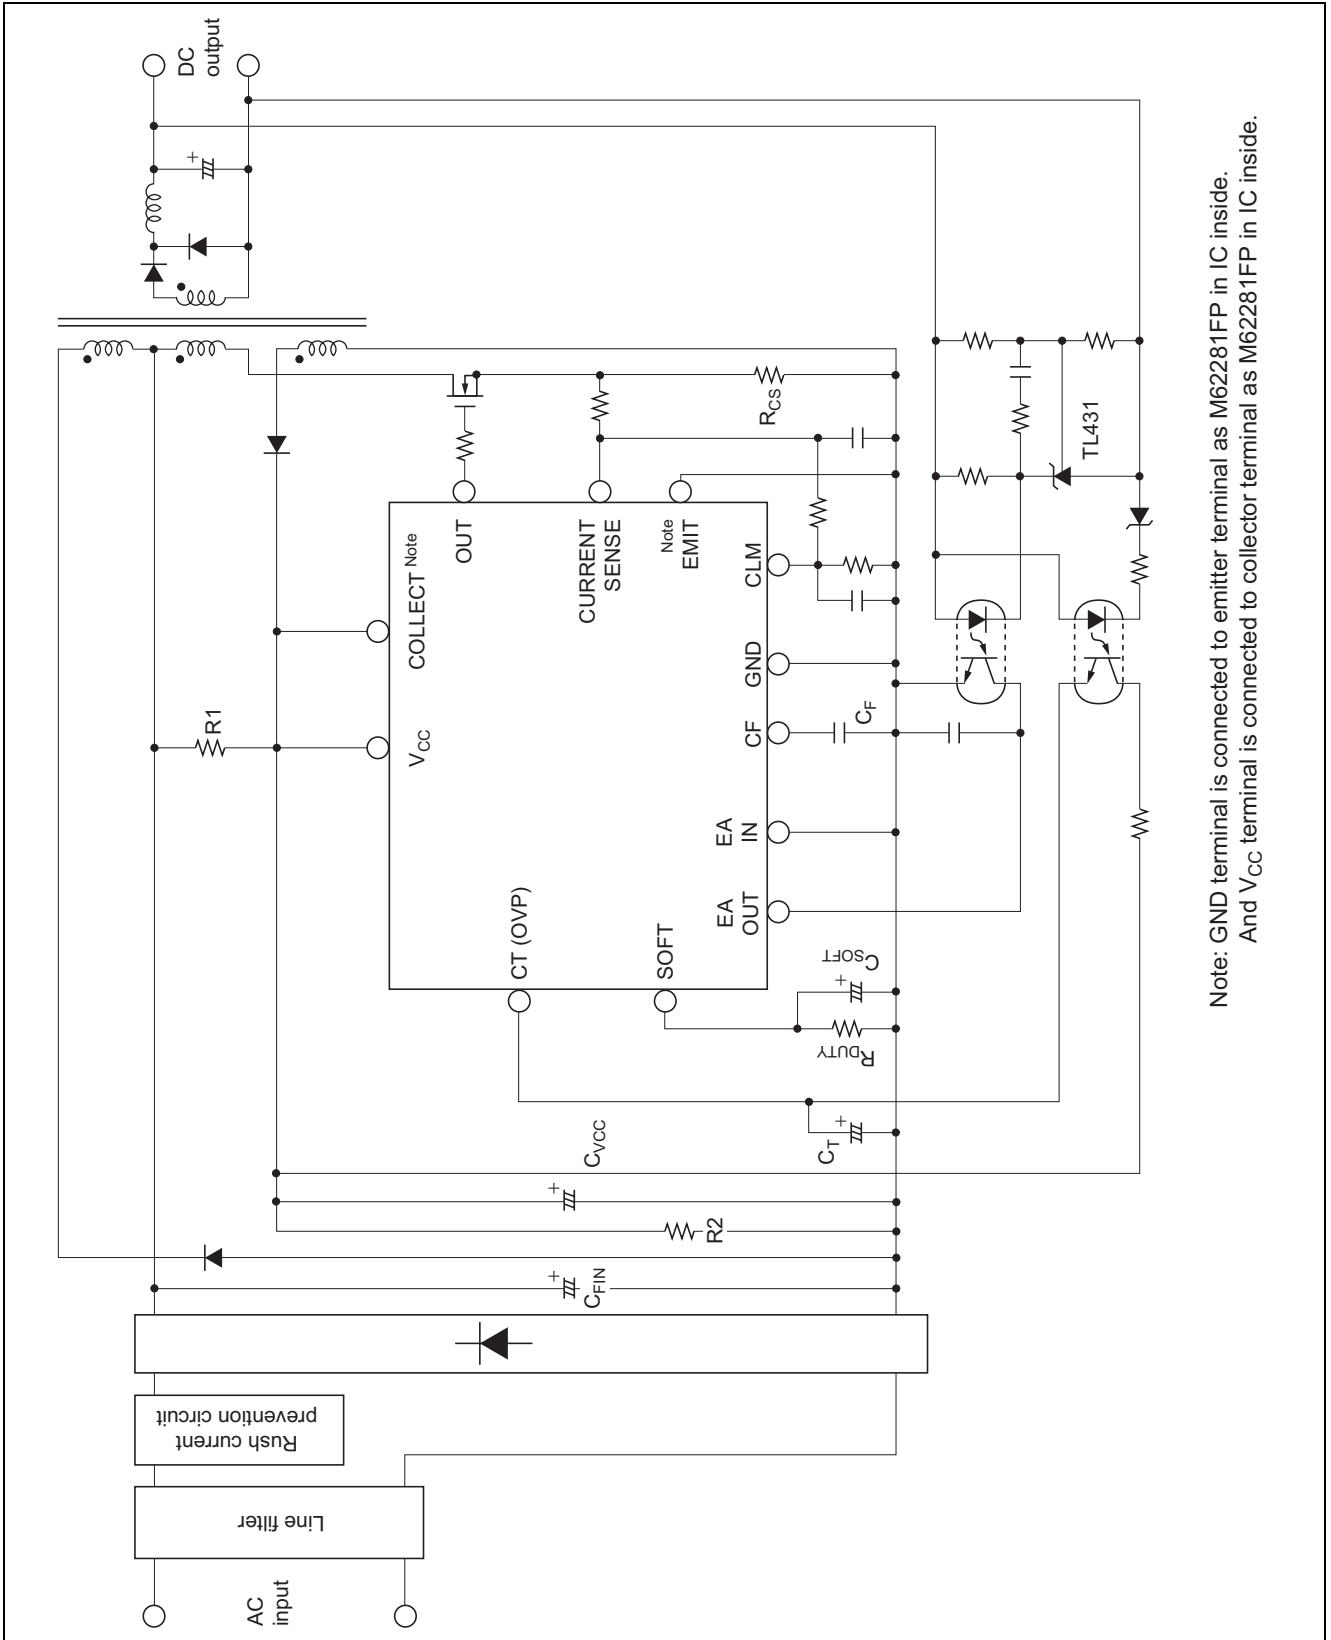 AC
input
Line filter
Rush current
prevention circuit
CFIN
R2
CVCC
CT
RDUTY
CSOFT
R1
VCC
COLLECT Note
CT (OVP)
SOFT
OUT
CURRENT
SENSE
Note
EMIT
CLM
GND
CF
EA
IN
EA
OUT
CF
RCS
TL431
DC
output
Note: GND terminal is connected to emitter terminal as M62281FP in IC inside.
And VCC terminal is connected to collector terminal as M62281FP in IC inside.